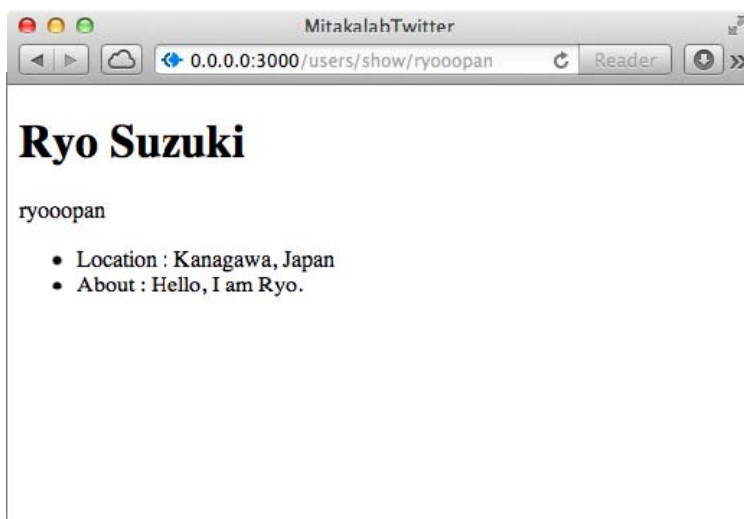 MitakalabTwitter
0.0.0.0:3000/users/show/ryooopan
Reader
Ryo Suzuki
ryooopan
• Location : Kanagawa, Japan
• About : Hello, I am Ryo.